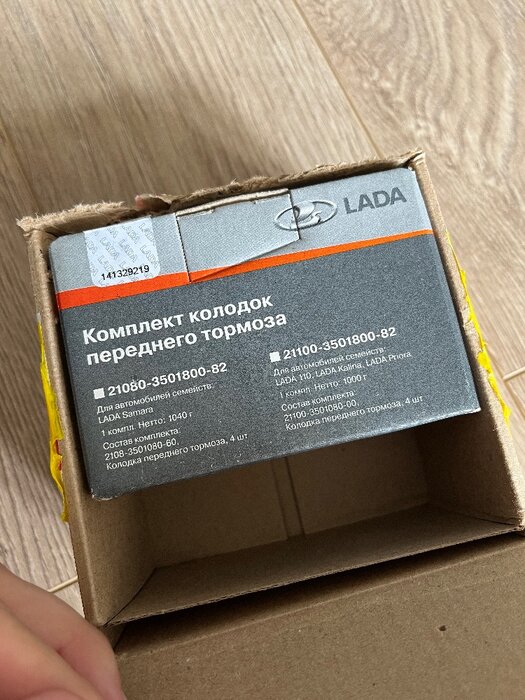 LADA
141329219
Комплект колодок
переднего тормоза
21080-3501800-82
Для автомобилей семейств:
LADA Samara
1 компл. Нетто: 1040 г
Состав комплекта:
2108-3501080-60.
Колодка переднего тормоза, 4 шт
21100-3501800-82
Для автомобилей семейств:
LADA 110, LADA Kalina, LADA Priora
1 компл. Нетто: 1000 г
Состав комплекта:
21100-3501080-00.
Колодка переднего тормоза, 4 шт